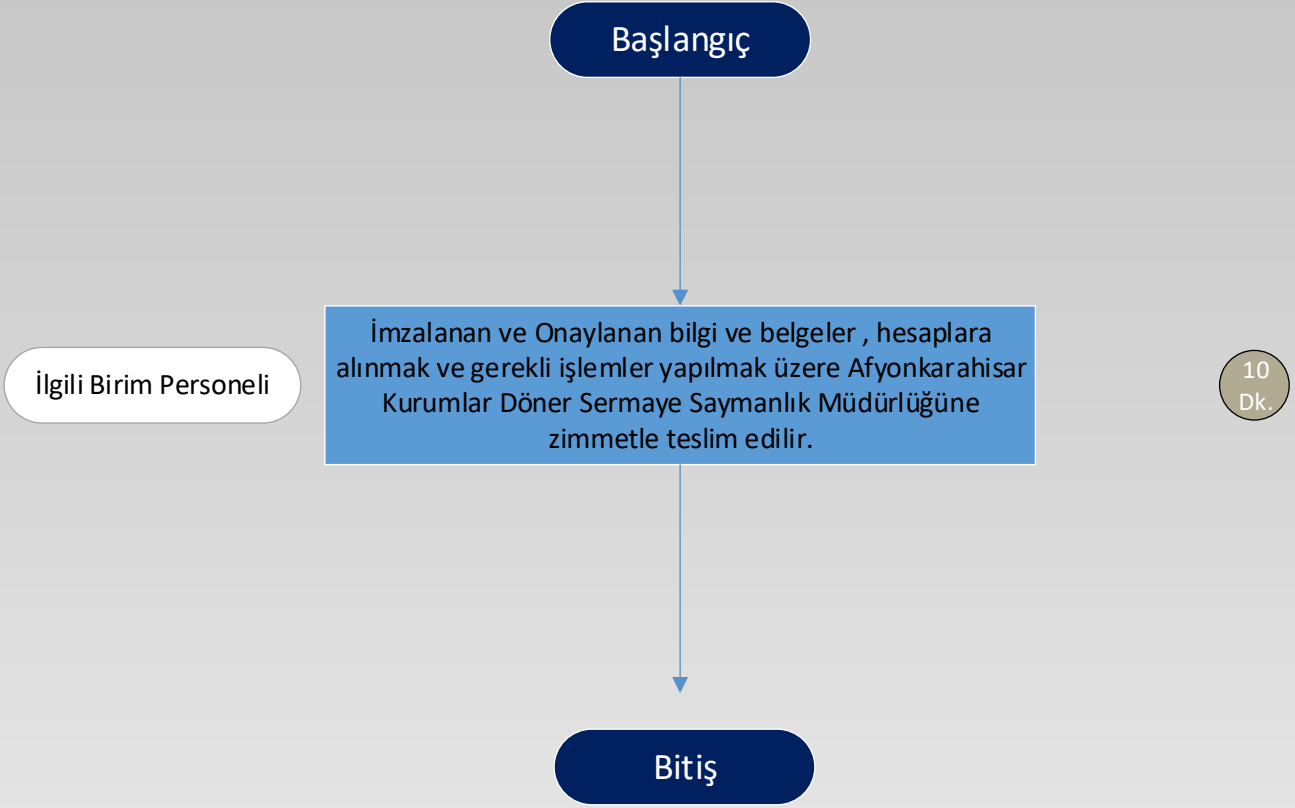 Başlangıç
İlgili Birim Personeli
İmzalanan ve Onaylanan bilgi ve belgeler , hesaplara
alınmak ve gerekli işlemler yapılmak üzere Afyonkarahisar
Kurumlar Döner Sermaye Saymanlık Müdürlüğüne
zimmetle teslim edilir.
10
Dk.
Bitiş